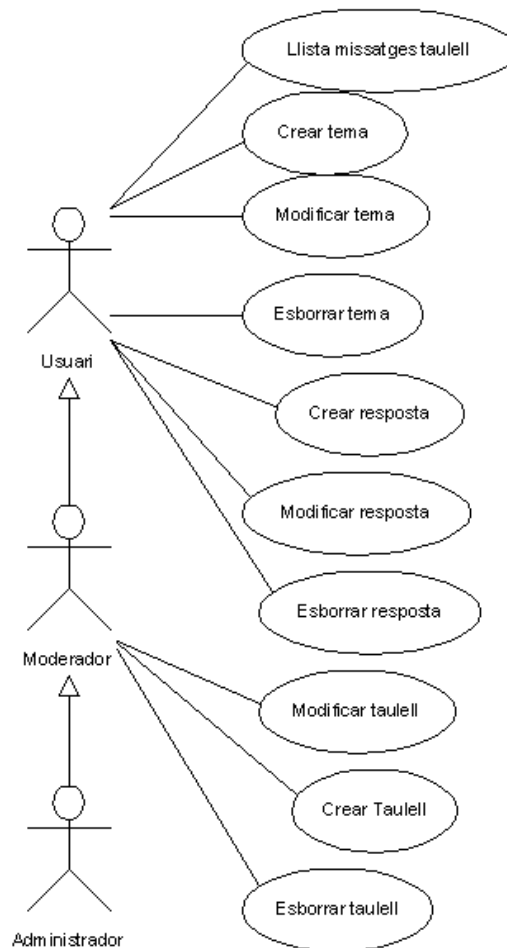 Llista missatges taulell
Crear tema
Modificar tema
Esborrar tema
Usuari
Crear resposta
Modificar resposta
Esborrar resposta
Moderador
Modificar taulell
Crear Taulell
Esborrar taulell
Administrador